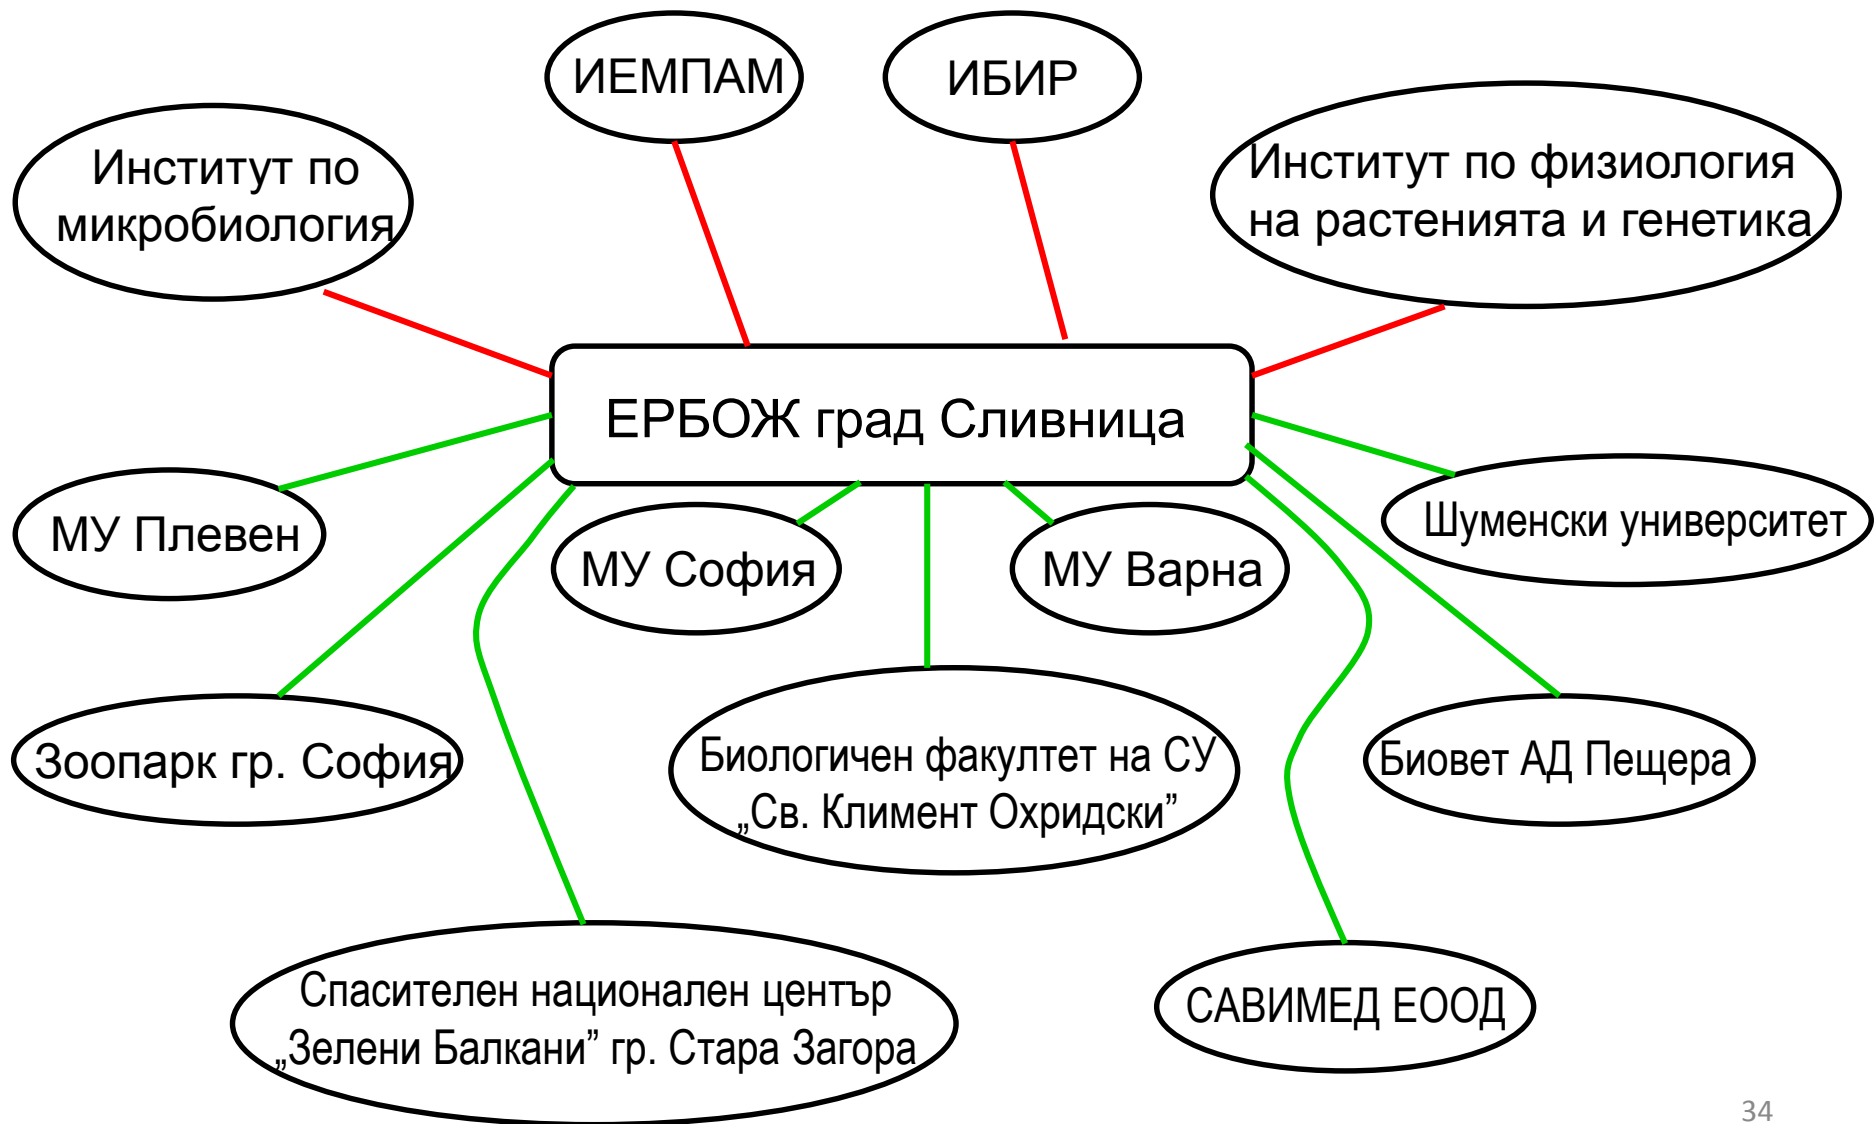 ИЕМПАМ
ИБИР
Институт по
микробиология
Институт по физиология
на растенията и генетика
ЕРБОЖ град Сливница
МУ Плевен
МУ София
МУ Варна
Шуменски университет
Зоопарк гр. София
Биологичен факултет на СУ
„Св. Климент Охридски”
Биовет АД Пещера
Спасителен национален център
„Зелени Балкани” гр. Стара Загора
САВИМЕД ЕООД
34